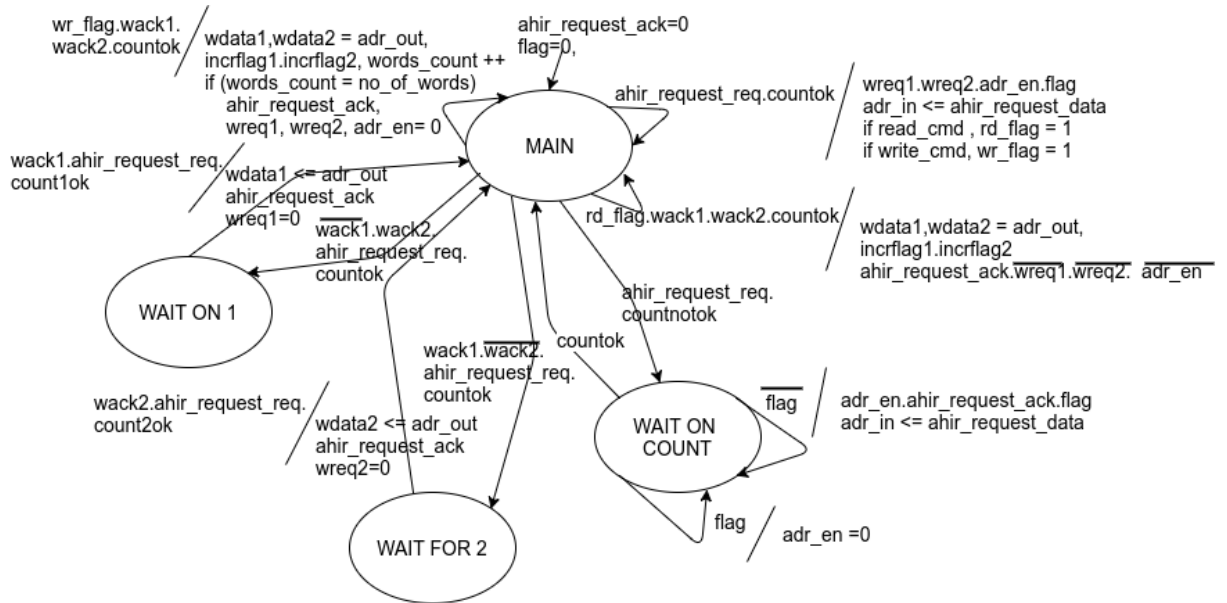 wr_flag.wack1.
wack2.countok
wdata1,wdata2 = adr_out,
incrflag1.incrflag2, words_count ++
if (words_count = no_of_words)
ahir_request_ack,
wreq1, wreq2, adr_en= 0
ahir_request_ack=0
flag=0,
MAIN
ahir_request_req.countok
wreq1.wreq2.adr_en.flag
adr_in <= ahir_request_data
if read_cmd , rd_flag = 1
if write_cmd, wr_flag = 1
wack1.ahir_request_req.
count1ok
wdata1 <= adr_out
ahir_request_ack
wreq1=0
wack1.wack2.
ahir_request_req.
countok
rd_flag.wack1.wack2.countok
wdata1,wdata2 = adr_out,
incrflag1.incrflag2
ahir_request_ack.wreq1.wreq2. adr_en
WAIT ON 1
ahir_request_req.
countnotok
countok
wack1.wack2.
ahir_request_req.
countok
wack2.ahir_request_req.
count2ok
wdata2 <= adr_out
ahir_request_ack
wreq2=0
WAIT ON
COUNT
flag
adr_en.ahir_request_ack.flag
adr_in <= ahir_request_data
WAIT FOR 2
flag
adr_en =0